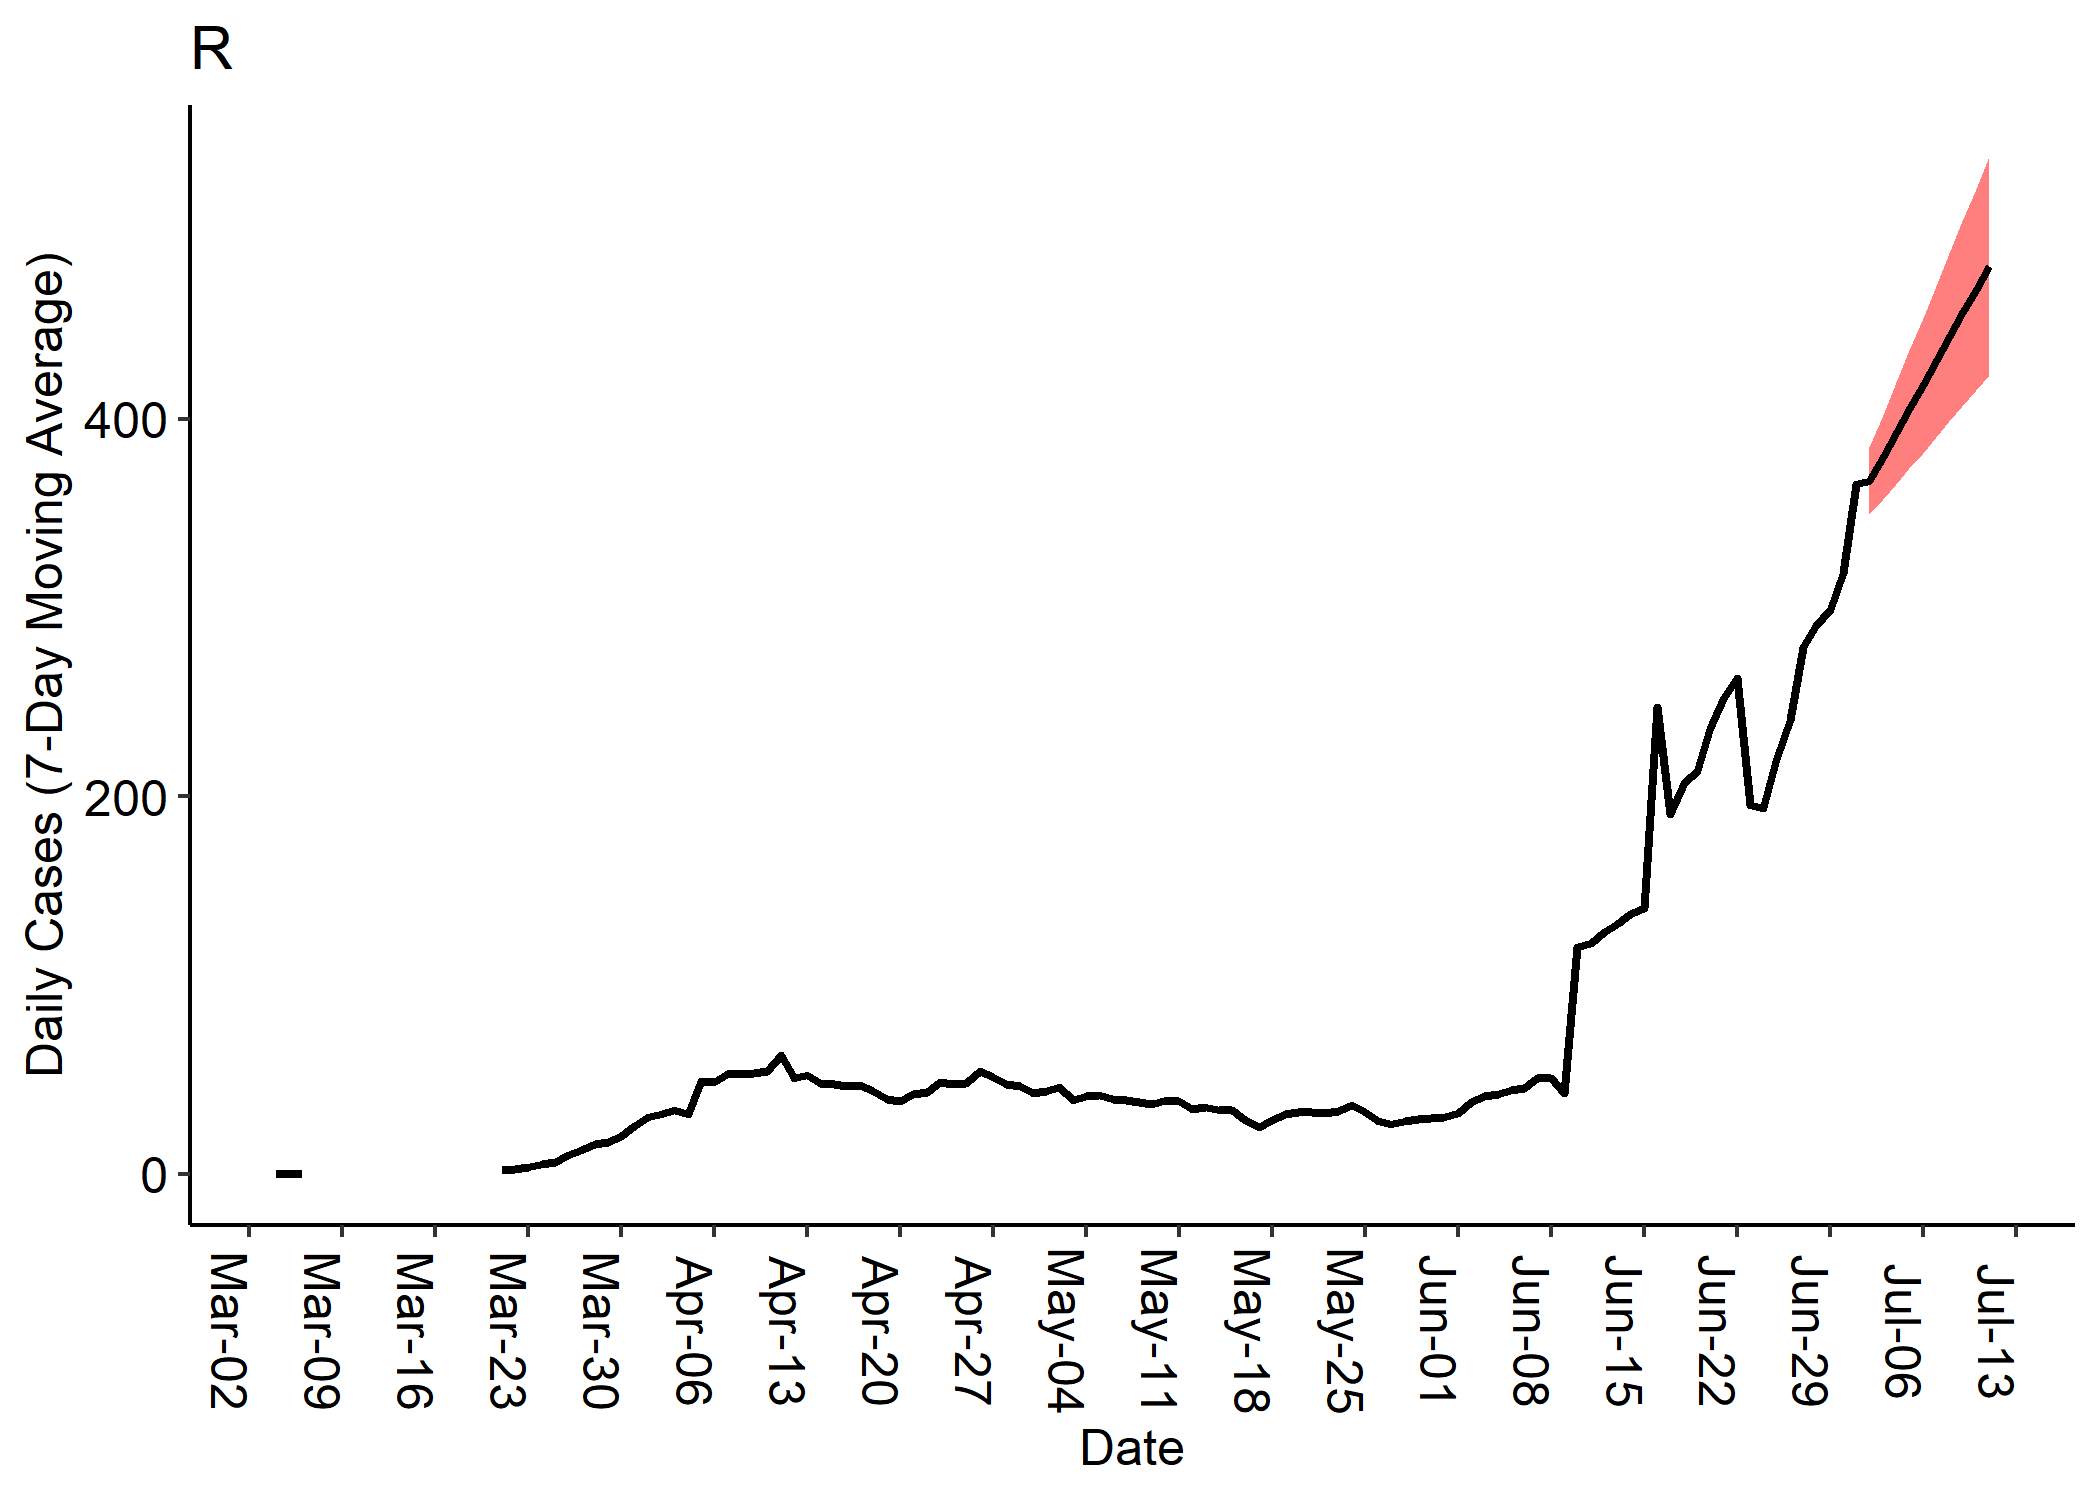 R
Daily Cases (7-Day Moving Average)
400
200
0
Mar-02
Mar-09
Mar-16
Mar-23
Mar-30
Apr-06
Apr-13
Apr-20
Apr-27
May-04
May-11
May-18
May-25
Jun-01
Jun-08
Jun-15
Jun-22
Jun-29
Jul-06
Jul-13
Date